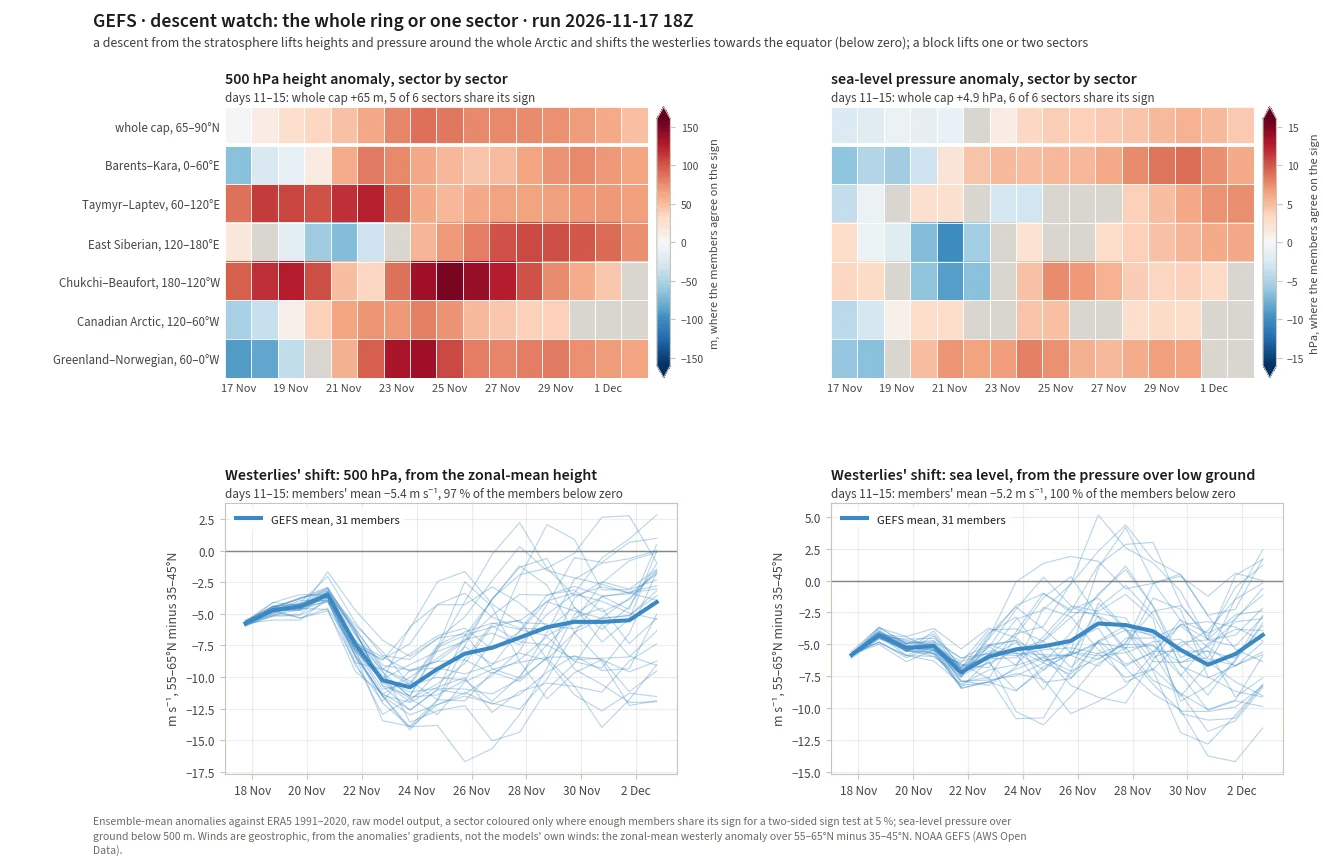 GEFS · descent watch: the whole ring or one sector · run 2026-11-17 18Z
a descent from the stratosphere lifts heights and pressure around the whole Arctic and shifts the westerlies towards the equator (below zero); a block lifts one or two sectors
500 hPa height anomaly, sector by sector
days 11–15: whole cap +65 m, 5 of 6 sectors share its sign
whole cap, 65–90°N
Barents–Kara, 0–60°E
Taymyr–Laptev, 60–120°E
East Siberian, 120–180°E
Chukchi–Beaufort, 180–120°W
Canadian Arctic, 120–60°W
Greenland–Norwegian, 60–0°W
17 Nov 19 Nov 21 Nov 23 Nov 25 Nov 27 Nov 29 Nov 1 Dec
150
100
50
0
−50
−100
−150
m, where the members agree on the sign
sea-level pressure anomaly, sector by sector
days 11–15: whole cap +4.9 hPa, 6 of 6 sectors share its sign
17 Nov 19 Nov 21 Nov 23 Nov 25 Nov 27 Nov 29 Nov 1 Dec
15
10
5
0
−5
−10
−15
hPa, where the members agree on the sign
Westerlies' shift: 500 hPa, from the zonal-mean height
days 11–15: members' mean −5.4 m s⁻¹, 97 % of the members below zero
GEFS mean, 31 members
2.5
0.0
−2.5
−5.0
−7.5
−10.0
−12.5
−15.0
−17.5
m s⁻¹, 55–65°N minus 35–45°N
18 Nov 20 Nov 22 Nov 24 Nov 26 Nov 28 Nov 30 Nov 2 Dec
Westerlies' shift: sea level, from the pressure over low ground
days 11–15: members' mean −5.2 m s⁻¹, 100 % of the members below zero
GEFS mean, 31 members
5.0
2.5
0.0
−2.5
−5.0
−7.5
−10.0
−12.5
−15.0
m s⁻¹, 55–65°N minus 35–45°N
18 Nov 20 Nov 22 Nov 24 Nov 26 Nov 28 Nov 30 Nov 2 Dec
Ensemble-mean anomalies against ERA5 1991–2020, raw model output, a sector coloured only where enough members share its sign for a two-sided sign test at 5 %; sea-level pressure over
ground below 500 m. Winds are geostrophic, from the anomalies' gradients, not the models' own winds: the zonal-mean westerly anomaly over 55–65°N minus 35–45°N. NOAA GEFS (AWS Open
Data).